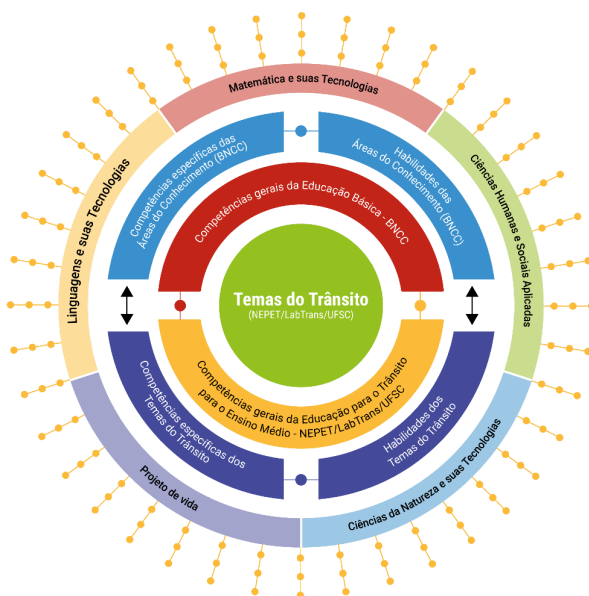 Matemática e suas Tecnologias
Linguagens e suas Tecnologias
Ciências Humanas e Sociais Aplicadas
Competências específicas das
Áreas do Conhecimento (BNCC)
Habilidades das
Áreas do Conhecimento (BNCC)
Competências gerais da Educação Básica - BNCC
Temas do Trânsito
(NEPET/LabTrans/UFSC)
Competências gerais da Educação para o Trânsito
para o Ensino Médio - NEPET/LabTrans/UFSC
Competências específicas dos
Temas do Trânsito
Habilidades dos
Temas do Trânsito
Projeto de vida
Ciências da Natureza e suas Tecnologias